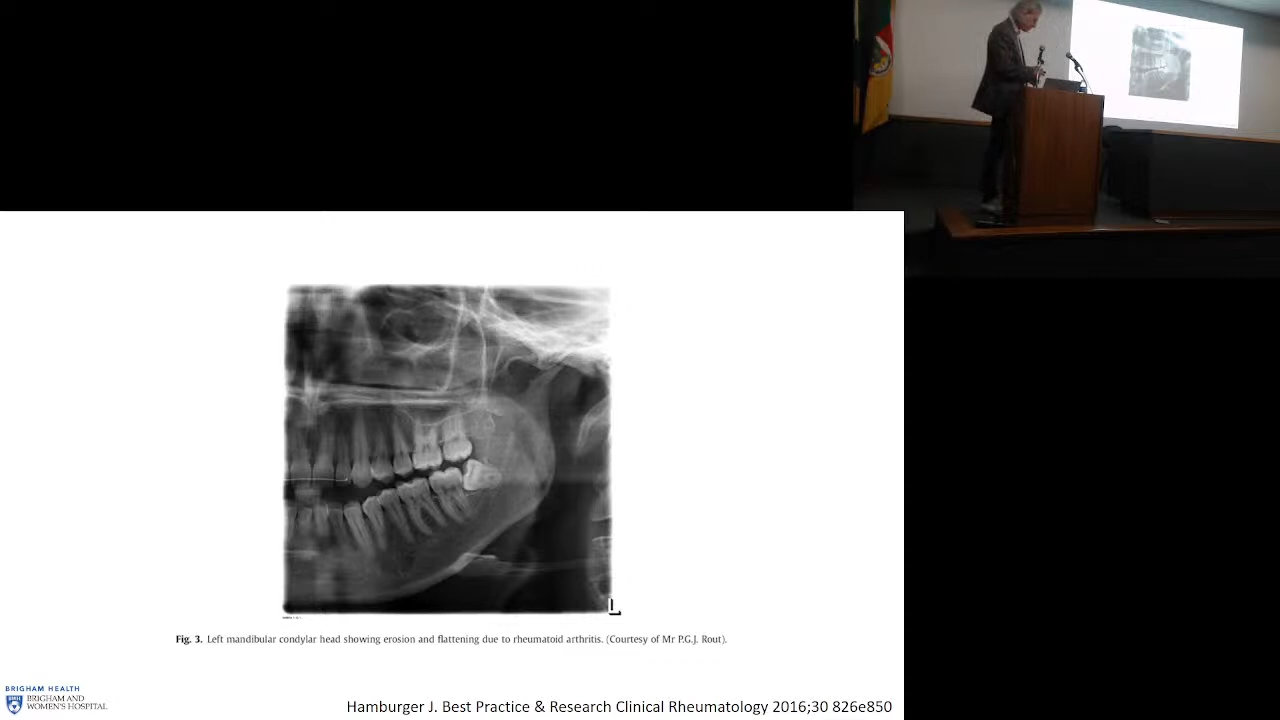 L
Fig. 3. Left mandibular condylar head showing erosion and flattening due to rheumatoid arthritis. (Courtesy of Mr P.G.J. Rout).
BRIGHAM HEALTH
BRIGHAM AND
WOMEN'S HOSPITAL
Hamburger J. Best Practice & Research Clinical Rheumatology 2016;30 826e850